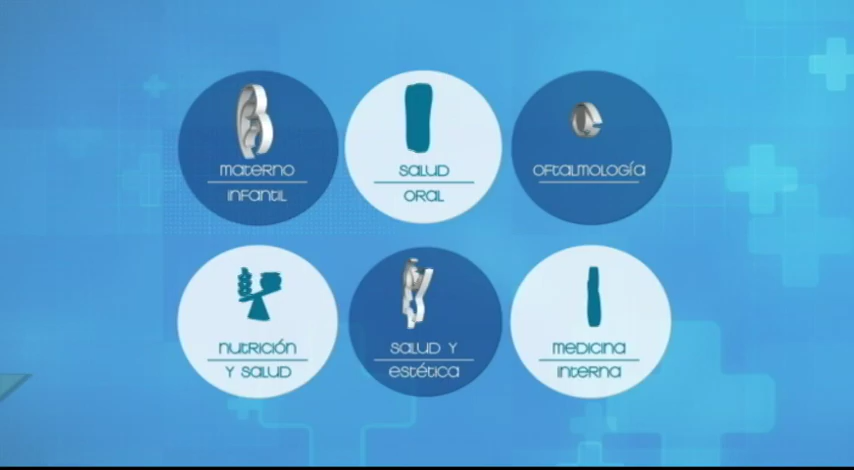 MATERNO
INFANTIL
SALUD
ORAL
OFTALMOLOGÍA
NUTRICIÓN
Y SALUD
SALUD Y
ESTÉTICA
MEDICINA
INTERNA